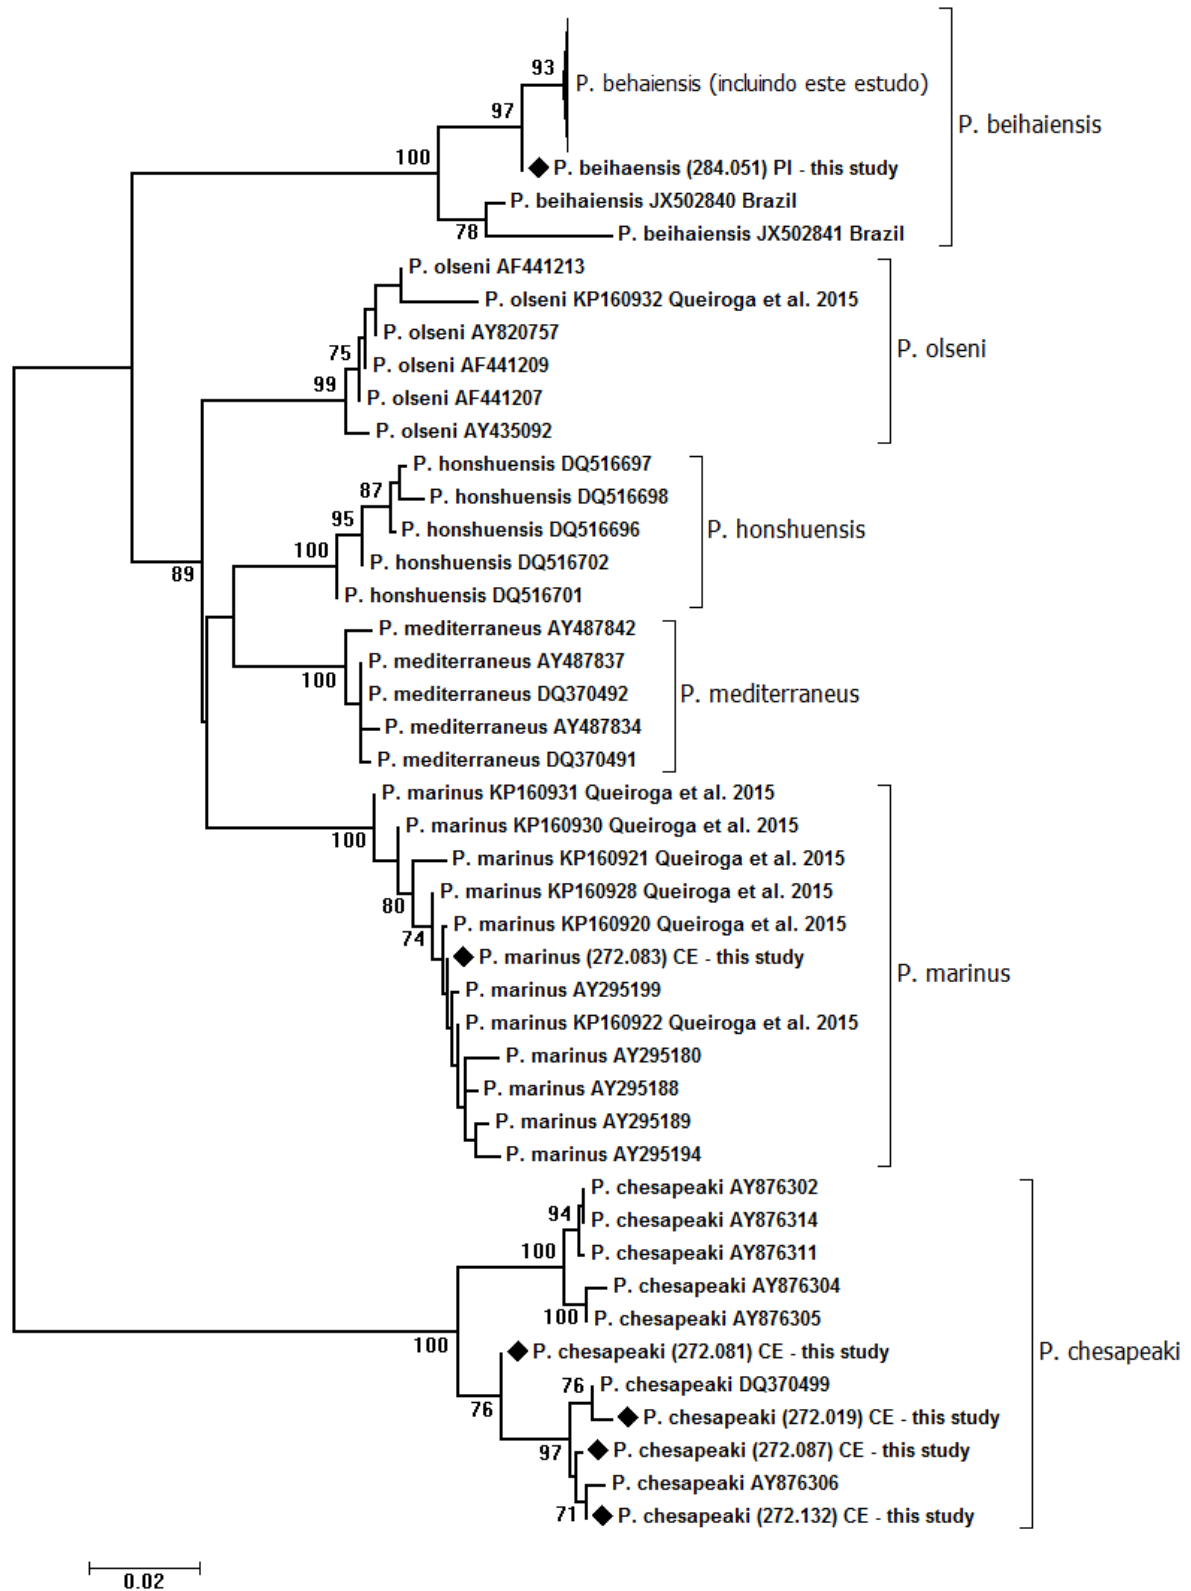 93
P. behaiensis (incluindo este estudo)
97
P. beihaiensis
100
P. beihaensis (284.051) PI - this study
P. beihaiensis JX502840 Brazil
78
P. beihaiensis JX502841 Brazil
P. olseni AF441213
P. olseni KP160932 Queiroga et al. 2015
P. olseni AY820757
75
P. olseni
P. olseni AF441209
99
P. olseni AF441207
P. olseni AY435092
P. honshuensis DQ516697
87
P. honshuensis DQ516698
95
P. honshuensis DQ516696
P. honshuensis
100
P. honshuensis DQ516702
89
P. honshuensis DQ516701
P. mediterraneus AY487842
P. mediterraneus AY487837
100
P. mediterraneus DQ370492
P. mediterraneus
P. mediterraneus AY487834
P. mediterraneus DQ370491
P. marinus KP160931 Queiroga et al. 2015
P. marinus KP160930 Queiroga et al. 2015
100
P. marinus KP160921 Queiroga et al. 2015
P. marinus KP160928 Queiroga et al. 2015
80
P. marinus KP160920 Queiroga et al. 2015
74
P. marinus (272.083) CE - this study
P. marinus
P. marinus AY295199
P. marinus KP160922 Queiroga et al. 2015
P. marinus AY295180
P. marinus AY295188
P. marinus AY295189
P. marinus AY295194
P. chesapeaki AY876302
94
P. chesapeaki AY876314
100
P. chesapeaki AY876311
P. chesapeaki AY876304
100
P. chesapeaki AY876305
100
P. chesapeaki (272.081) CE - this study
P. chesapeaki
76
P. chesapeaki DQ370499
76
P. chesapeaki (272.019) CE - this study
97
P. chesapeaki (272.087) CE - this study
P. chesapeaki AY876306
71
P. chesapeaki (272.132) CE - this study
0.02